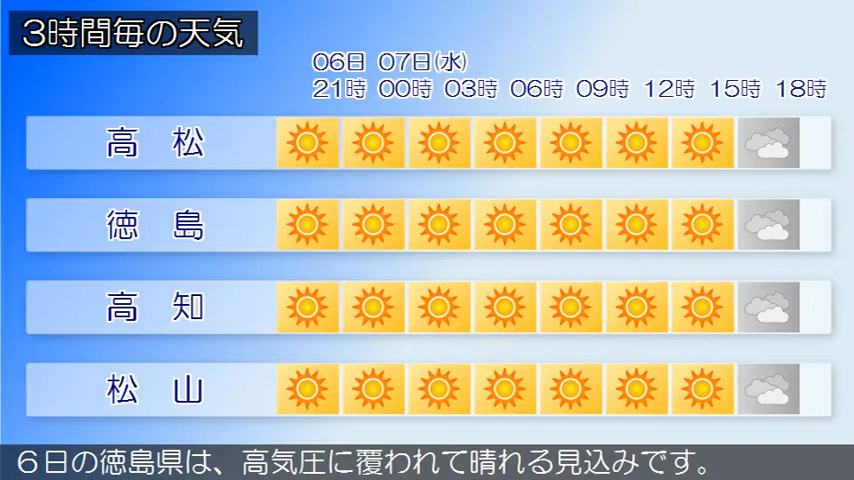 3時間毎の天気
06日 07日(水)
21時 00時 03時 06時 09時 12時 15時 18時
高 松
徳 島
高 知
松 山
６日の徳島県は、高気圧に覆われて晴れる見込みです。